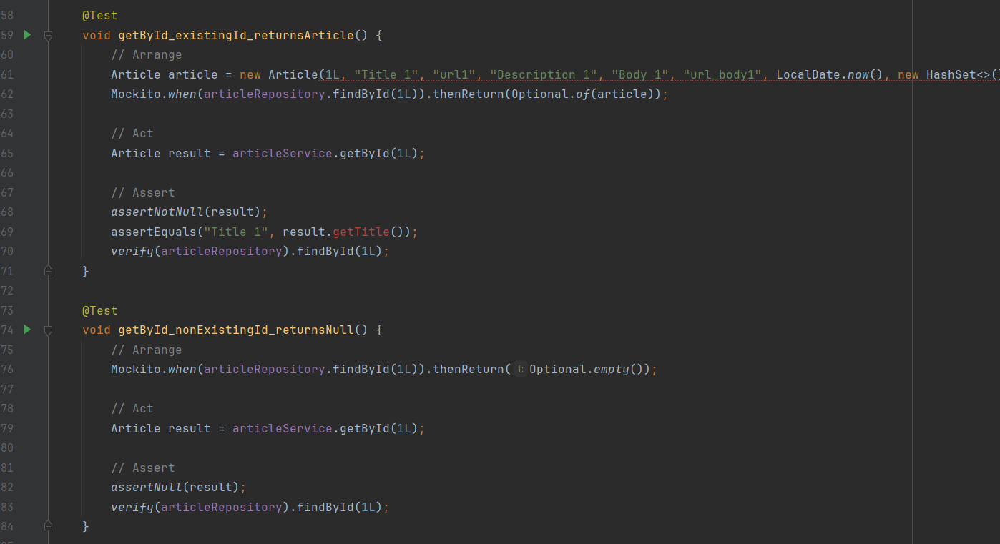 58 @Test
59 void getById_existingId_returnsArticle() {
60 // Arrange
61 Article article = new Article(1L, "Title 1", "url1", "Description 1", "Body 1", "url_body1", LocalDate.now(), new HashSet<>()
62 Mockito.when(articleRepository.findById(1L)).thenReturn(Optional.of(article));
63
64 // Act
65 Article result = articleService.getById(1L);
66
67 // Assert
68 assertNotNull(result);
69 assertEquals("Title 1", result.getTitle());
70 verify(articleRepository).findById(1L);
71 }
72
73 @Test
74 void getById_nonExistingId_returnsNull() {
75 // Arrange
76 Mockito.when(articleRepository.findById(1L)).thenReturn( t: Optional.empty());
77
78 // Act
79 Article result = articleService.getById(1L);
80
81 // Assert
82 assertNull(result);
83 verify(articleRepository).findById(1L);
84 }